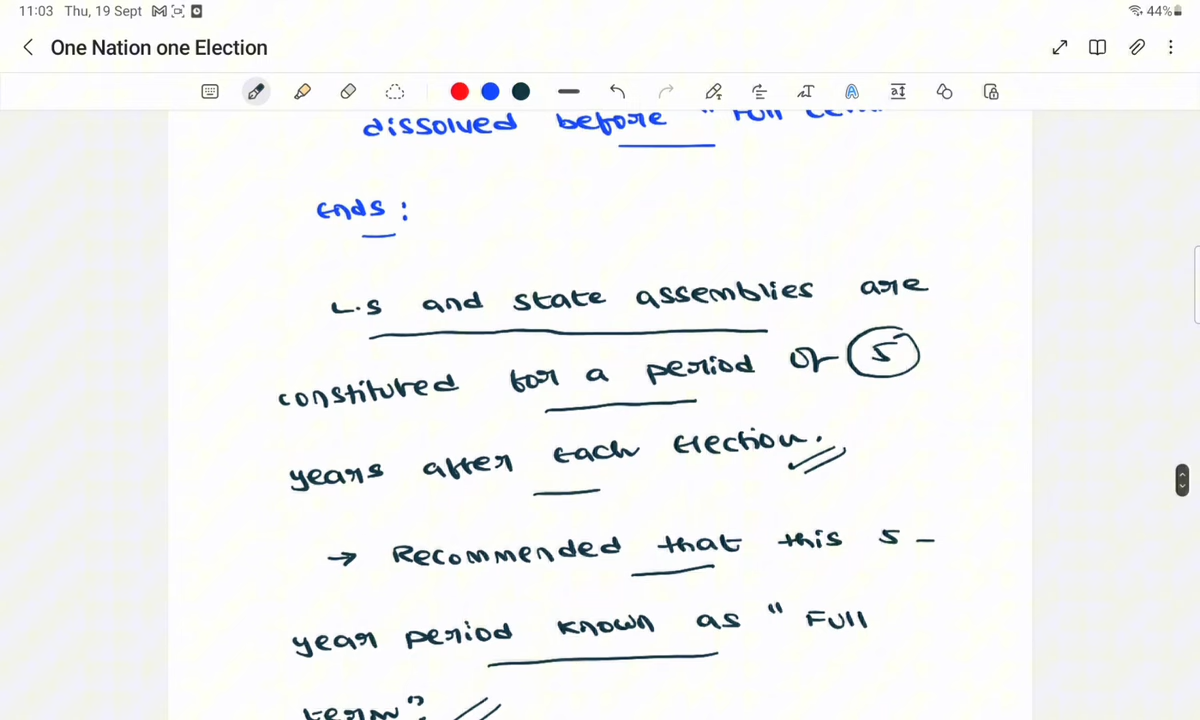 11:03 Thu, 19 Sept 44%
One Nation one Election
dissolved before " Full
Ends :
L.S and state assemblies are
constituted for a period of 5
years after each Election.
→ Recommended that this 5 -
year period known as " Full
term".